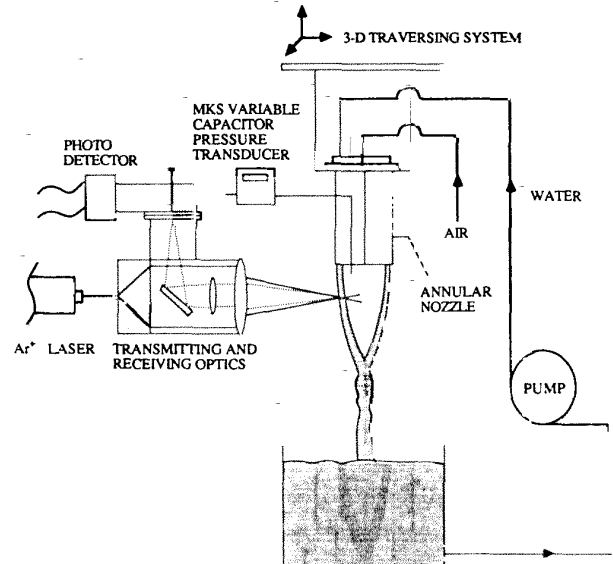 3-D TRAVERSING SYSTEM
MKS VARIABLE
CAPACITOR
PRESSURE
TRANSDUCER
PHOTO
DETECTOR
WATER
AIR
ANNULAR
NOZZLE
Ar⁺ LASER
TRANSMITTING AND
RECEIVING OPTICS
PUMP